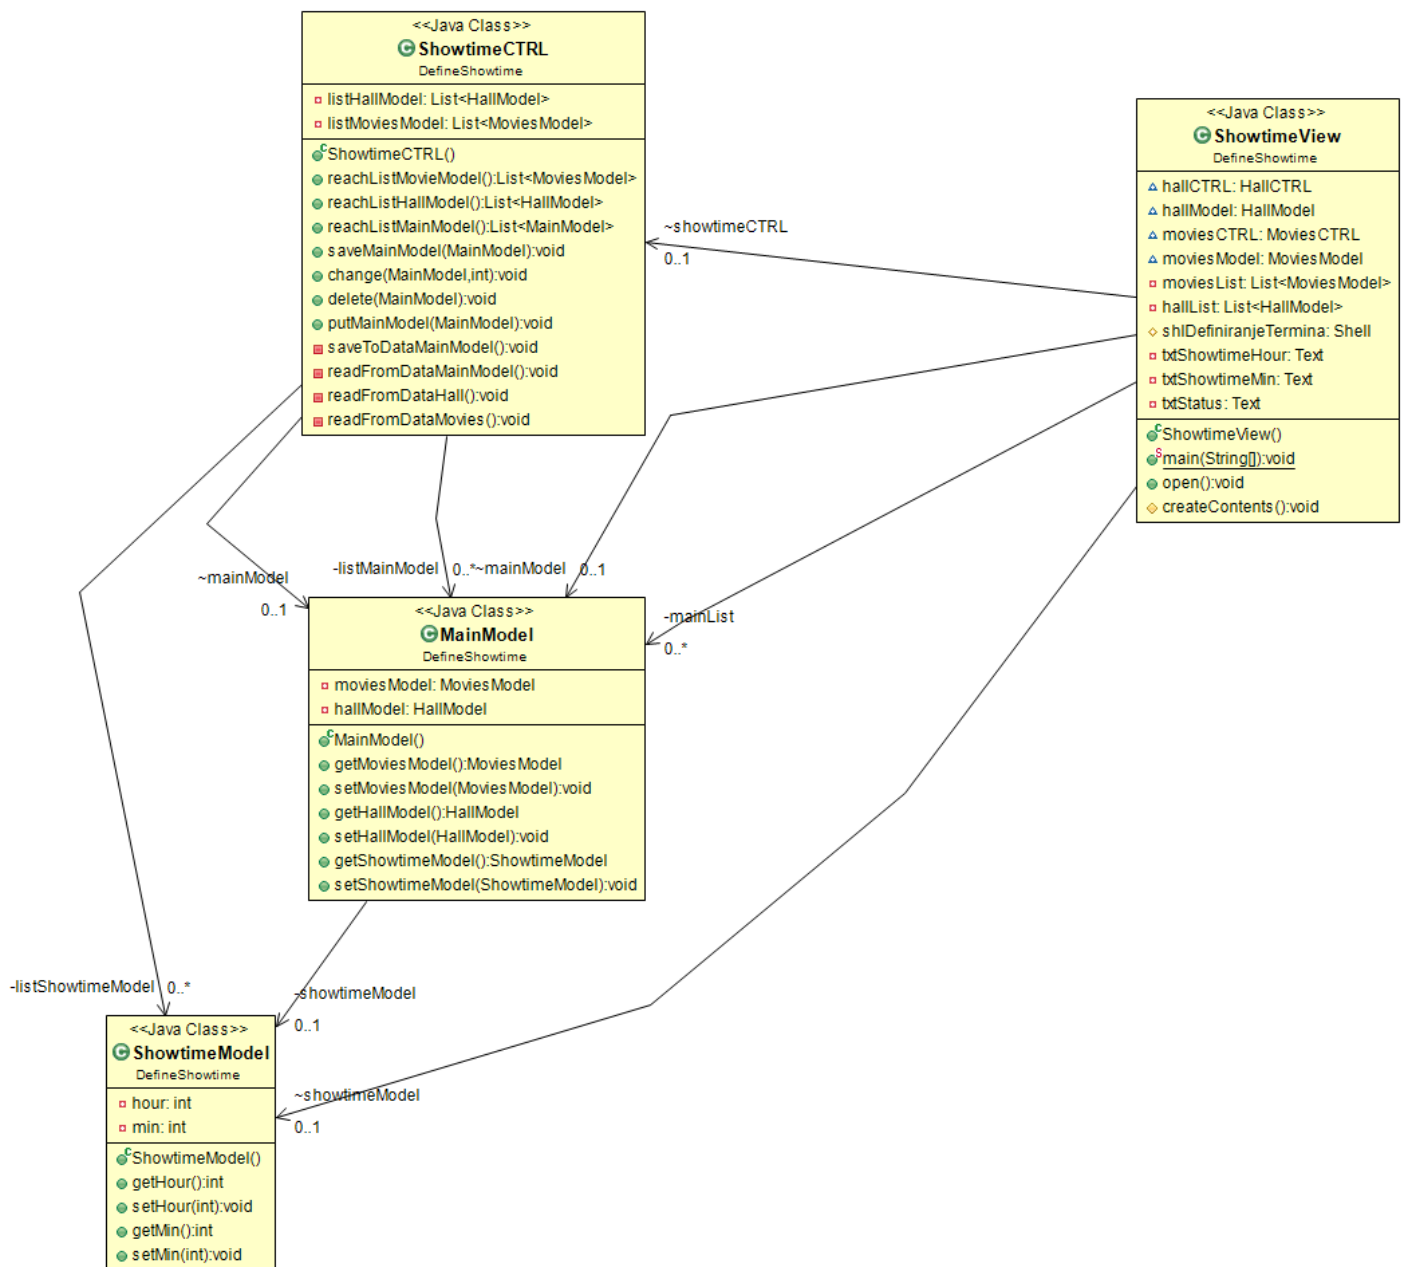 <<Java Class>>
ShowtimeCTRL
DefineShowtime
listHallModel: List<HallModel>
listMoviesModel: List<MoviesModel>
ShowtimeCTRL()
reachListMovieModel():List<MoviesModel>
reachListHallModel():List<HallModel>
reachListMainModel():List<MainModel>
saveMainModel(MainModel):void
change(MainModel,int):void
delete(MainModel):void
putMainModel(MainModel):void
saveToDataMainModel():void
readFromDataMainModel():void
readFromDataHall():void
readFromDataMovies():void
<<Java Class>>
ShowtimeView
DefineShowtime
hallCTRL: HallCTRL
hallModel: HallModel
moviesCTRL: MoviesCTRL
moviesModel: MoviesModel
moviesList: List<MoviesModel>
hallList: List<HallModel>
shlDefiniranjeTermina: Shell
txtShowtimeHour: Text
txtShowtimeMin: Text
txtStatus: Text
ShowtimeView()
main(String[]):void
open():void
createContents():void
~showtimeCTRL
0..1
~mainModel
0..1
-listMainModel
0..*
~mainModel
0..1
-mainList
0..*
<<Java Class>>
MainModel
DefineShowtime
moviesModel: MoviesModel
hallModel: HallModel
MainModel()
getMoviesModel():MoviesModel
setMoviesModel(MoviesModel):void
getHallModel():HallModel
setHallModel(HallModel):void
getShowtimeModel():ShowtimeModel
setShowtimeModel(ShowtimeModel):void
-listShowtimeModel
0..*
-showtimeModel
0..1
~showtimeModel
0..1
<<Java Class>>
ShowtimeModel
DefineShowtime
hour: int
min: int
ShowtimeModel()
getHour():int
setHour(int):void
getMin():int
setMin(int):void